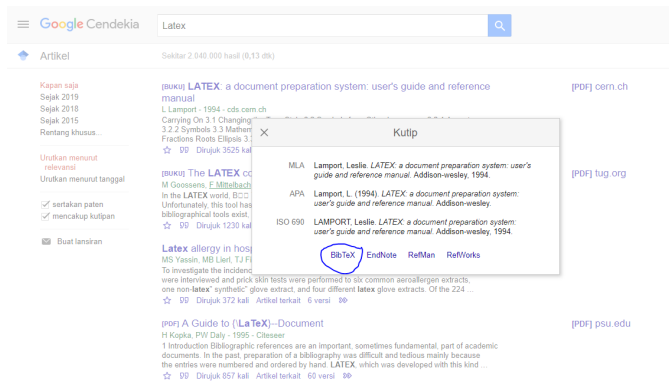 Google Cendekia
Latex
Artikel
Sekitar 2.040.000 hasil (0,13 dtk)
Kapan saja
Sejak 2019
Sejak 2018
Sejak 2015
Rentang khusus...
Urutkan menurut
relevansi
Urutkan menurut tanggal
sertakan paten
mencakup kutipan
Buat lansiran
[BUKU] LATEX: a document preparation system: user's guide and reference
manual
L Lamport - 1994 - cds.cern.ch
Carrying On 3.1 Changing
3.2.2 Symbols 3.3 Mathem
Fractions Roots Ellipsis 3.
Dirujuk 3525 kal
[PDF] cern.ch
[BUKU] The LATEX co
M Goossens, F Mittelbach
In the LATEX world, B
Unfortunately, this tool has
bibliographical tools exist,
Dirujuk 1230 kal
[PDF] tug.org
Latex allergy in hosp
MS Yassin, MB Lierl, TJ Fi
To investigate the incidenc
were interviewed and prick skin tests were performed to six common aeroallergen extracts,
one non-latex" synthetic" glove extract, and four different latex glove extracts. Of the 224 ...
Dirujuk 372 kali Artikel terkait 6 versi
[PDF] A Guide to {\LaTeX}--Document
H Kopka, PW Daly - 1995 - Citeseer
1 Introduction Bibliographic references are an important, sometimes fundamental, part of academic
documents. In the past, preparation of a bibliography was difficult and tedious mainly because
the entries were numbered and ordered by hand. LATEX, which was developed with this kind ...
Dirujuk 857 kali Artikel terkait 60 versi
[PDF] psu.edu
Kutip
MLA Lamport, Leslie. LATEX: a document preparation system: user's
guide and reference manual. Addison-wesley, 1994.
APA Lamport, L. (1994). LATEX: a document preparation system:
user's guide and reference manual. Addison-wesley.
ISO 690 LAMPORT, Leslie. LATEX: a document preparation system: user's
guide and reference manual. Addison-wesley, 1994.
BibTeX EndNote RefMan RefWorks